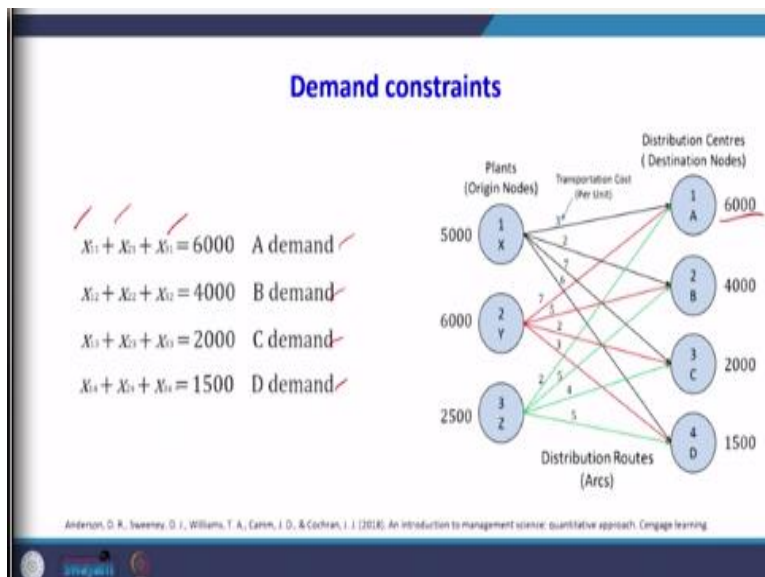 Demand constraints
x₁₁ + x₂₁ + x₃₁ = 6000 A demand
x₁₂ + x₂₂ + x₃₂ = 4000 B demand
x₁₃ + x₂₃ + x₃₃ = 2000 C demand
x₁₄ + x₂₄ + x₃₄ = 1500 D demand
Plants
(Origin Nodes)
Transportation Cost
(Per Unit)
Distribution Centres
( Destination Nodes)
5000
1
X
6000
2
Y
2500
3
Z
3
2
7
6
7
5
2
3
2
5
4
5
1
A
6000
2
B
4000
3
C
2000
4
D
1500
Distribution Routes
(Arcs)
Anderson, D. R., Sweeney, D. J., Williams, T. A., Camm, J. D., & Cochran, J. J. (2018). An introduction to management science: quantitative approach. Cengage learning
swayam